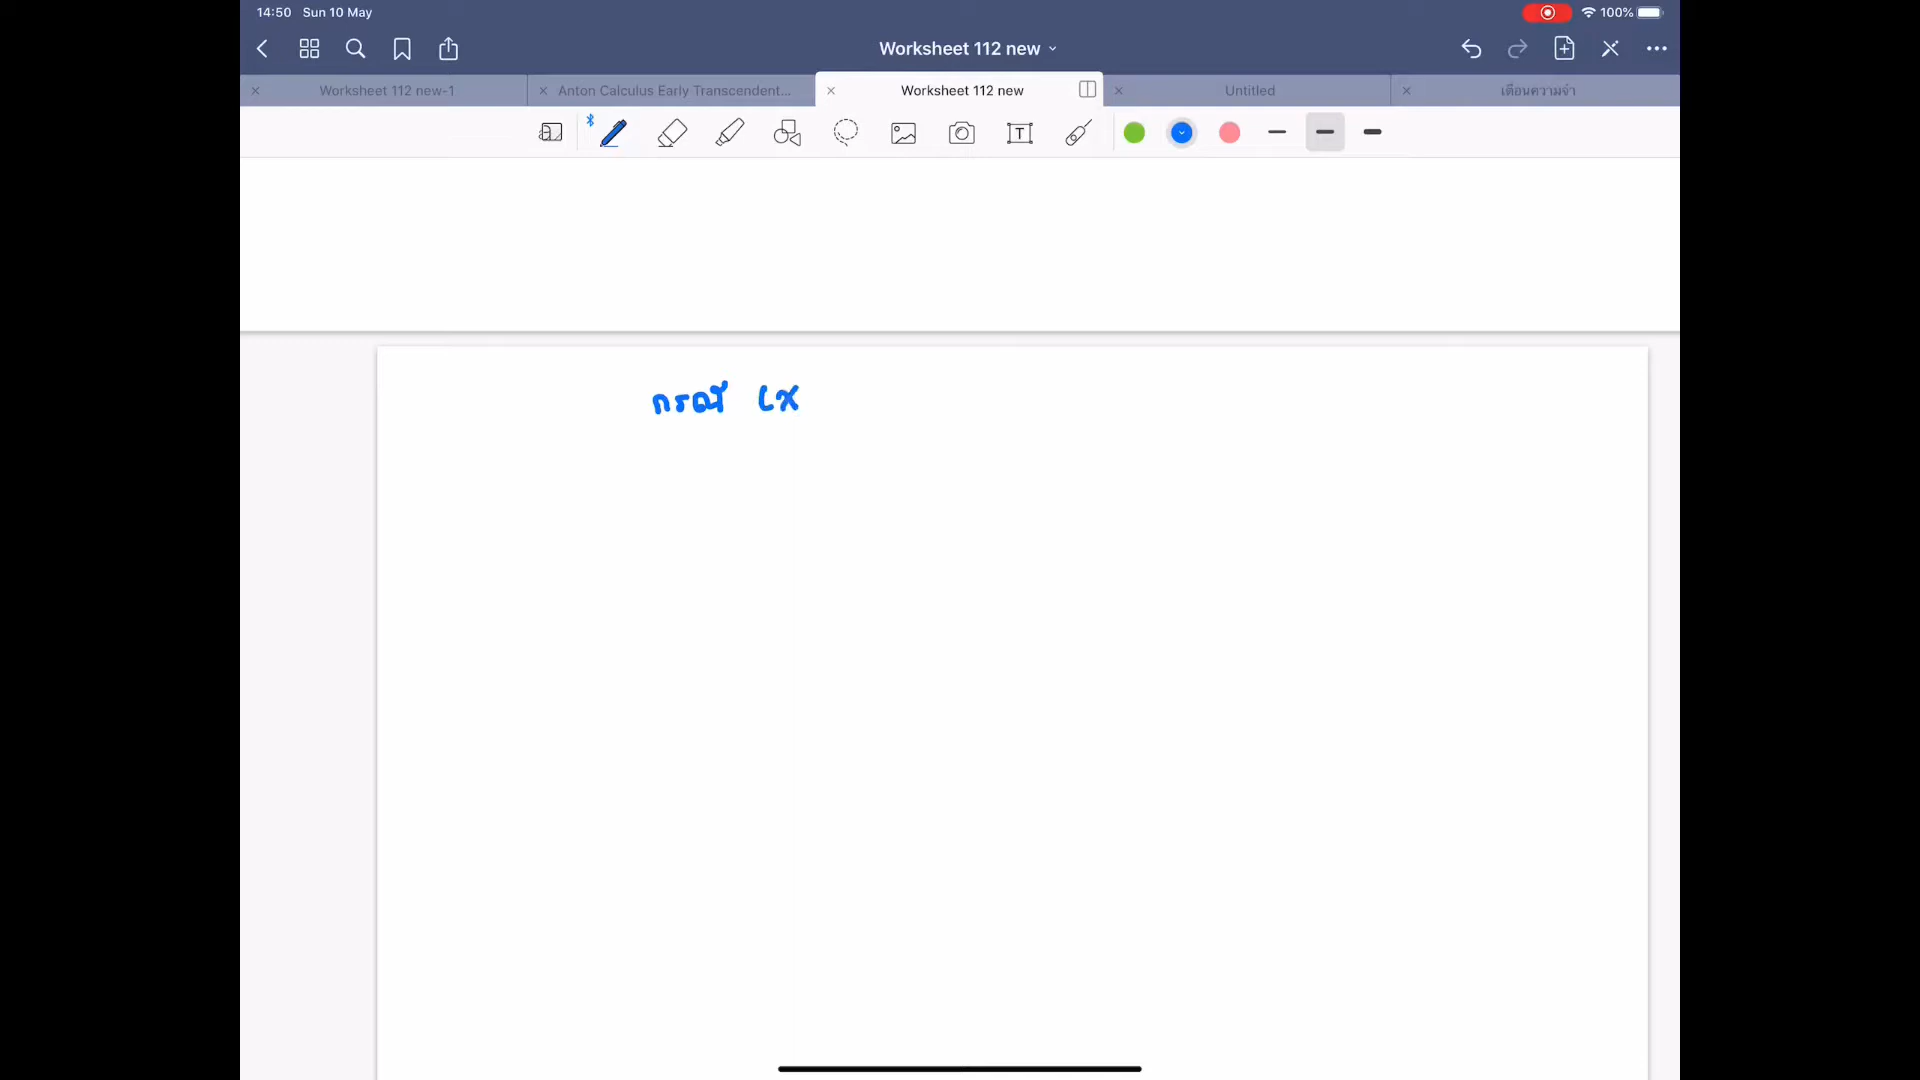 14:50 Sun 10 May
100%
Worksheet 112 new
Worksheet 112 new-1
Anton Calculus Early Transcendent...
Worksheet 112 new
Untitled
เตือนความจำ
T
กรณี